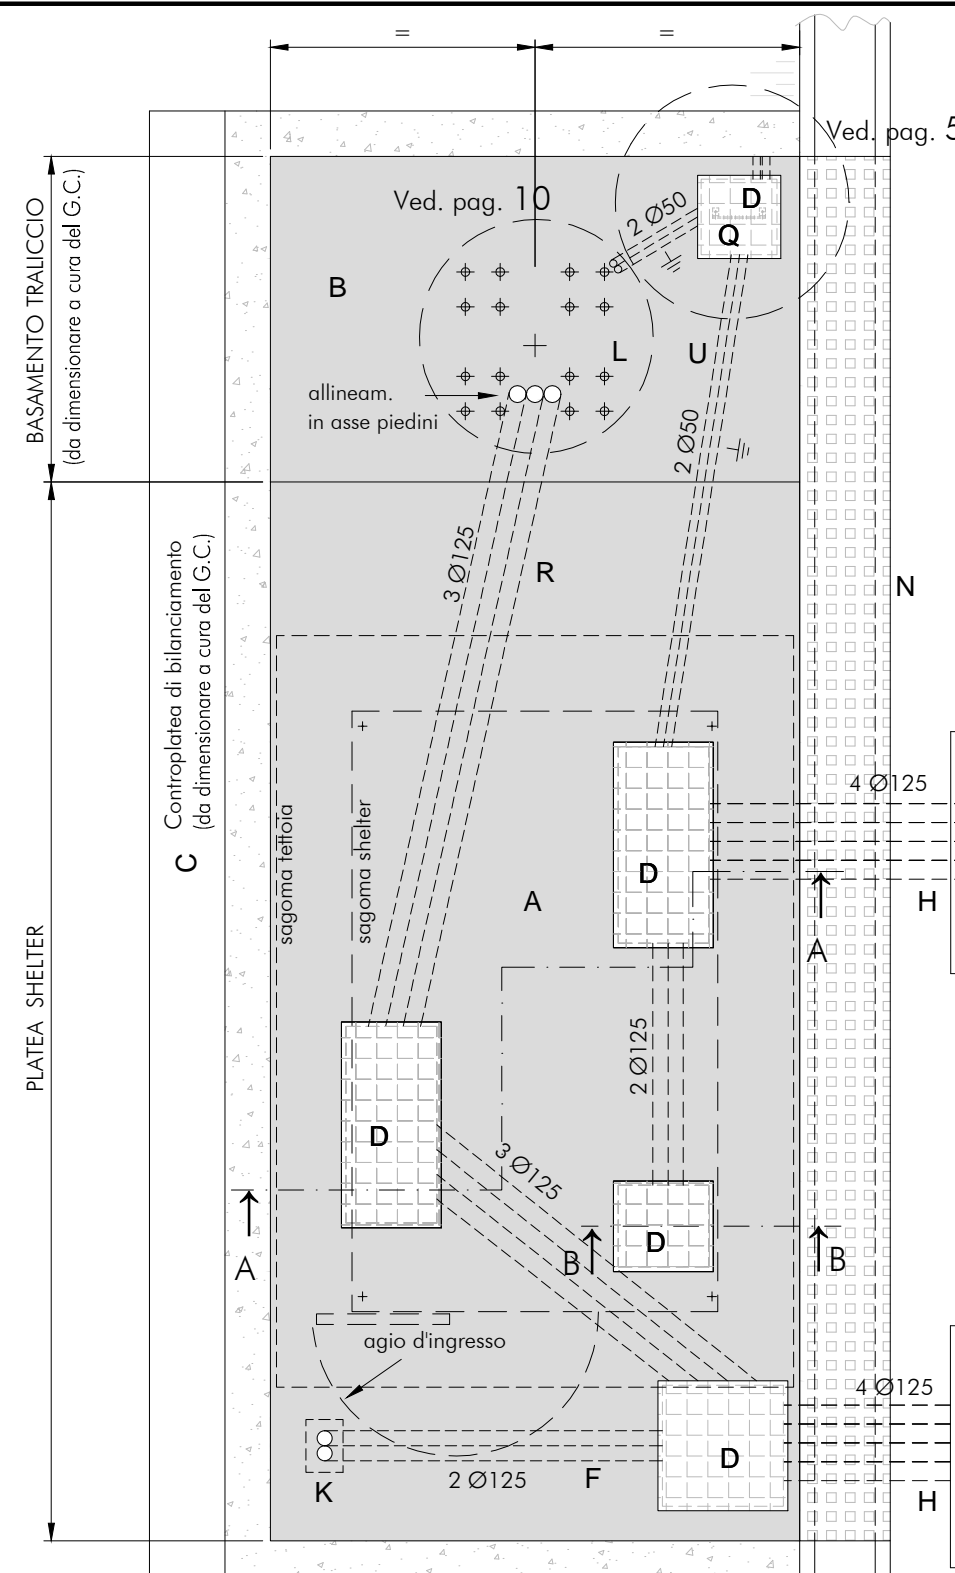 = =
Ved. pag. 5
Ved. pag. 10
2 Ø50
D
Q
B
L
U
BASAMENTO TRALICCIO
(da dimensionare a cura del G.C.)
allineam.
in asse piedini
2 Ø50
3 Ø125
R
N
Controplatea di bilanciamento
(da dimensionare a cura del G.C.)
C
4 Ø125
sagoma tettoia
sagoma shelter
D
A
H
A
PLATEA SHELTER
2 Ø125
D
3 Ø125
A
B
D
B
agio d'ingresso
4 Ø125
D
K
2 Ø125
F
H